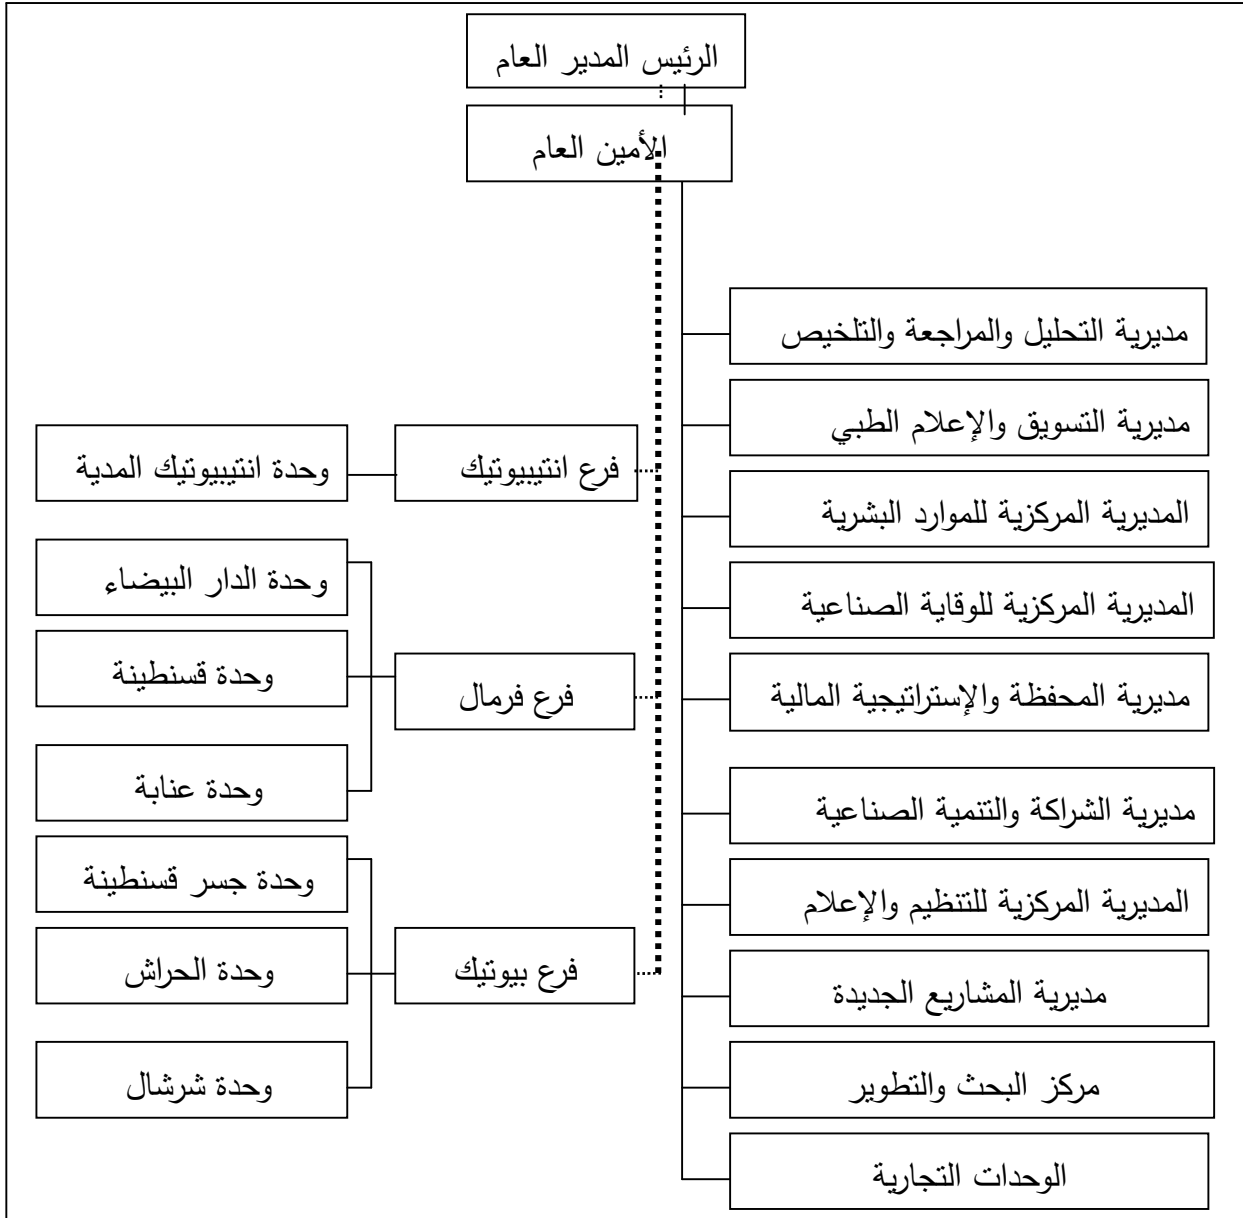 الرئيس المدير العام
الأمين العام
مديرية التحليل والمراجعة والتلخيص
مديرية التسويق والإعلام الطبي
المديرية المركزية للموارد البشرية
المديرية المركزية للوقاية الصناعية
مديرية المحفظة والإستراتيجية المالية
مديرية الشراكة والتنمية الصناعية
المديرية المركزية للتنظيم والإعلام
مديرية المشاريع الجديدة
مركز البحث والتطوير
الوحدات التجارية
فرع انتيبيوتيك
وحدة انتيبيوتيك المدية
فرع فرمال
وحدة الدار البيضاء
وحدة قسنطينة
وحدة عنابة
فرع بيوتيك
وحدة جسر قسنطينة
وحدة الحراش
وحدة شرشال